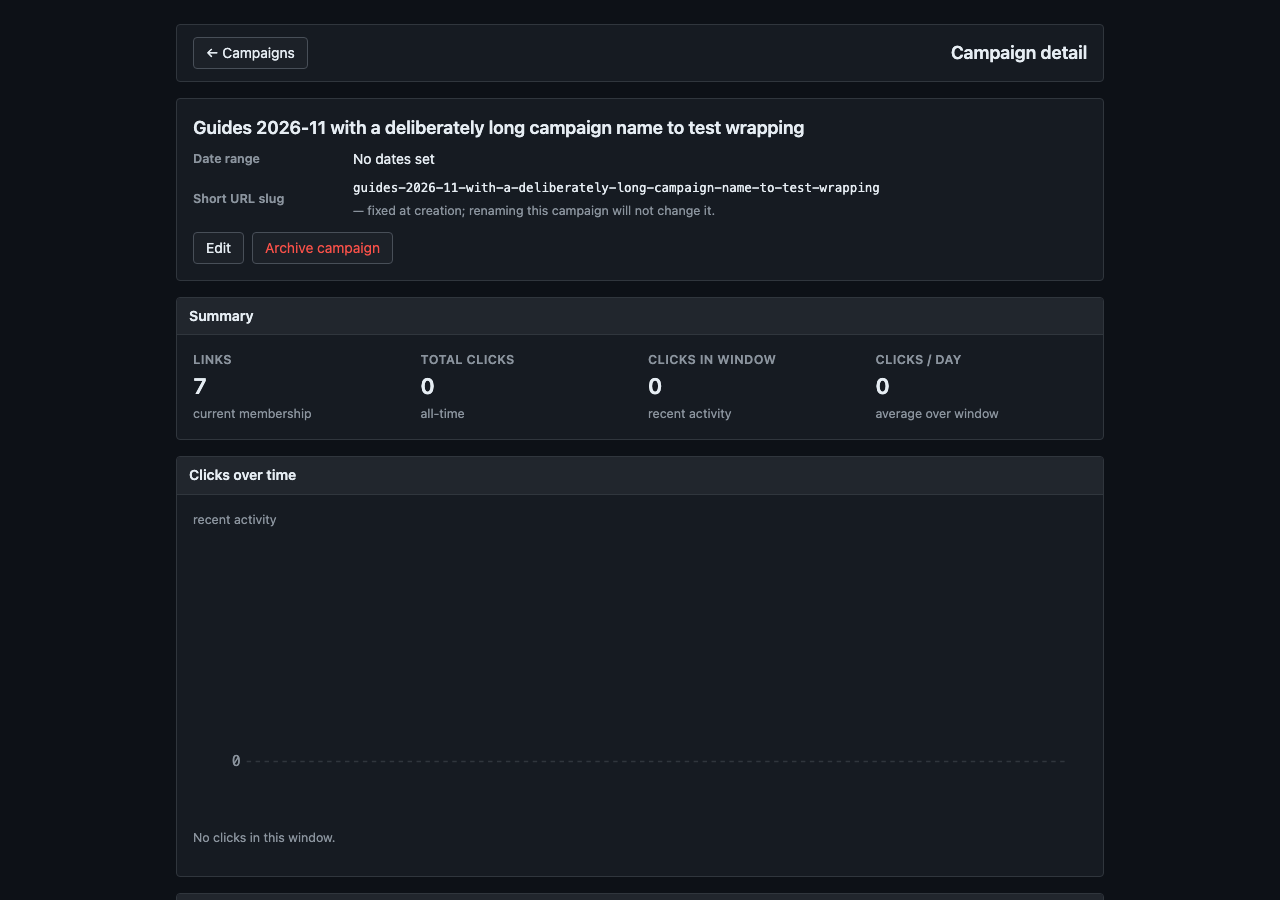 ← Campaigns
Campaign detail
Guides 2026-11 with a deliberately long campaign name to test wrapping
Date range
No dates set
Short URL slug
guides-2026-11-with-a-deliberately-long-campaign-name-to-test-wrapping
— fixed at creation; renaming this campaign will not change it.
Edit
Archive campaign
Summary
LINKS
7
current membership
TOTAL CLICKS
0
all-time
CLICKS IN WINDOW
0
recent activity
CLICKS / DAY
0
average over window
Clicks over time
recent activity
0
No clicks in this window.